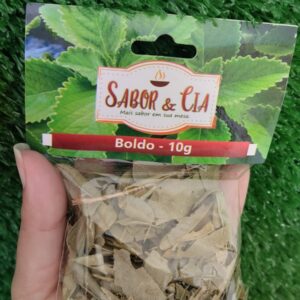 SABOR & CIA
Mais sabor em sua mesa
Boldo - 10g